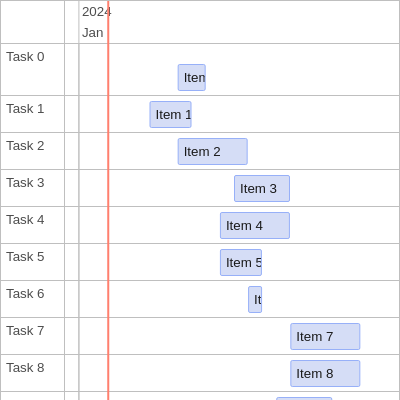 2024
Jan
Task 0
Item
Task 1
Item 1
Task 2
Item 2
Task 3
Item 3
Task 4
Item 4
Task 5
Item 5
Task 6
It
Task 7
Item 7
Task 8
Item 8